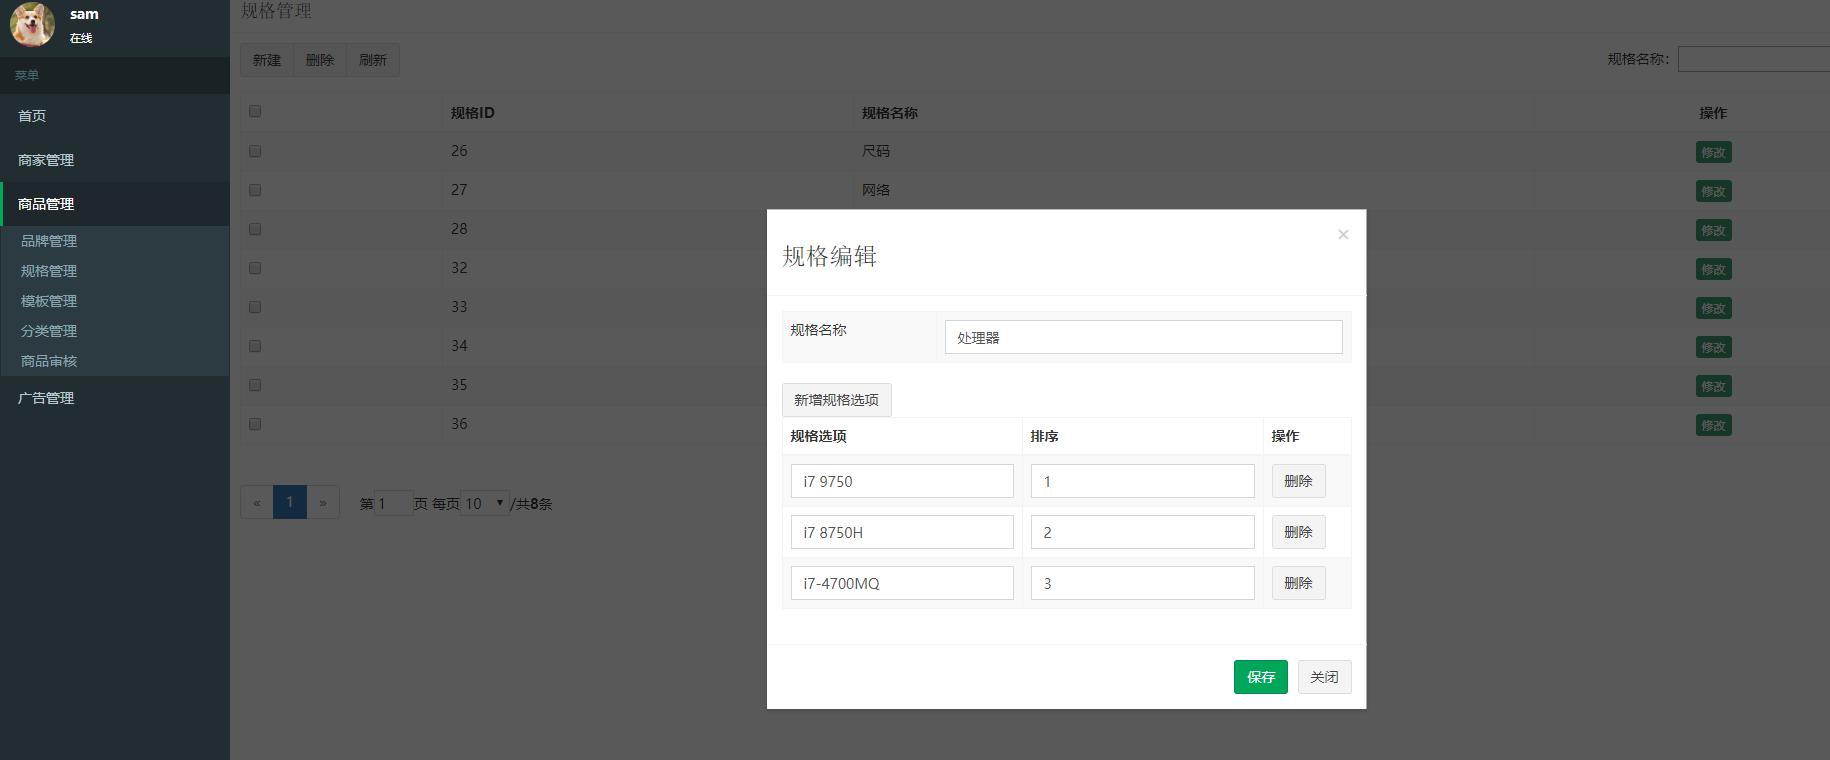 sam
在线
菜单
首页
商家管理
商品管理
品牌管理
规格管理
模板管理
分类管理
商品审核
广告管理
规格管理
新建 删除 刷新
规格名称：
规格ID 规格名称 操作
26 尺码 修改
27 网络 修改
28 修改
32 修改
33 修改
34 修改
35 修改
36 修改
« 1 » 第 1 页 每页 10 /共8条
×
规格编辑
规格名称 处理器
新增规格选项
规格选项 排序 操作
i7 9750 1 删除
i7 8750H 2 删除
i7-4700MQ 3 删除
保存 关闭